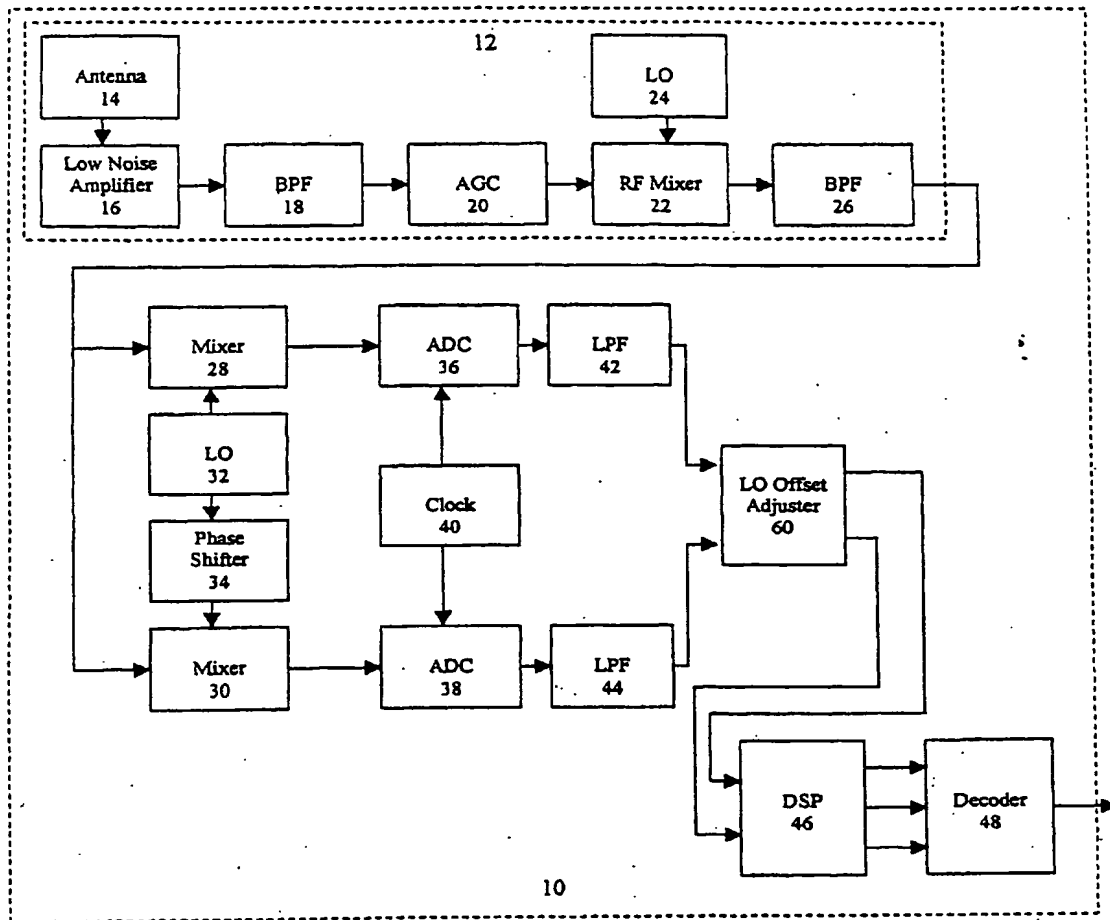 12
Antenna
14
LO
24
Low Noise
Amplifier
16
BPF
18
AGC
20
RF Mixer
22
BPF
26
Mixer
28
ADC
36
LPF
42
LO
32
Clock
40
LO Offset
Adjuster
60
Phase
Shifter
34
Mixer
30
ADC
38
LPF
44
DSP
46
Decoder
48
10